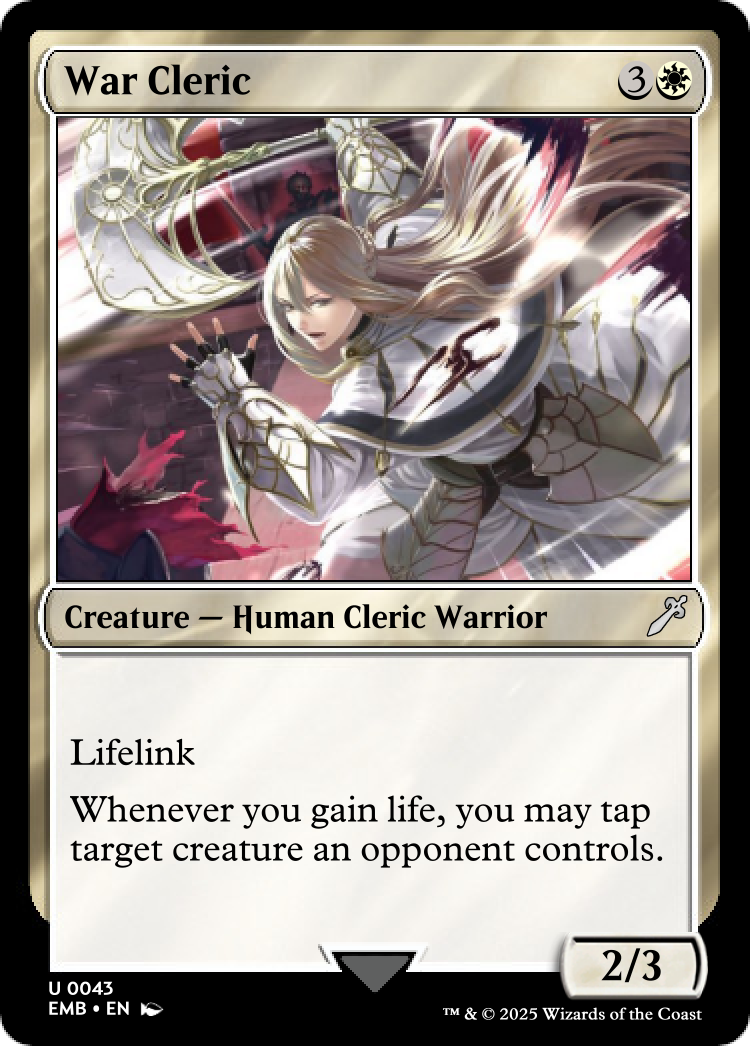 War Cleric 3
Creature — Human Cleric Warrior
Lifelink
Whenever you gain life, you may tap
target creature an opponent controls.
2/3
U 0043
EMB • EN
™ & © 2025 Wizards of the Coast